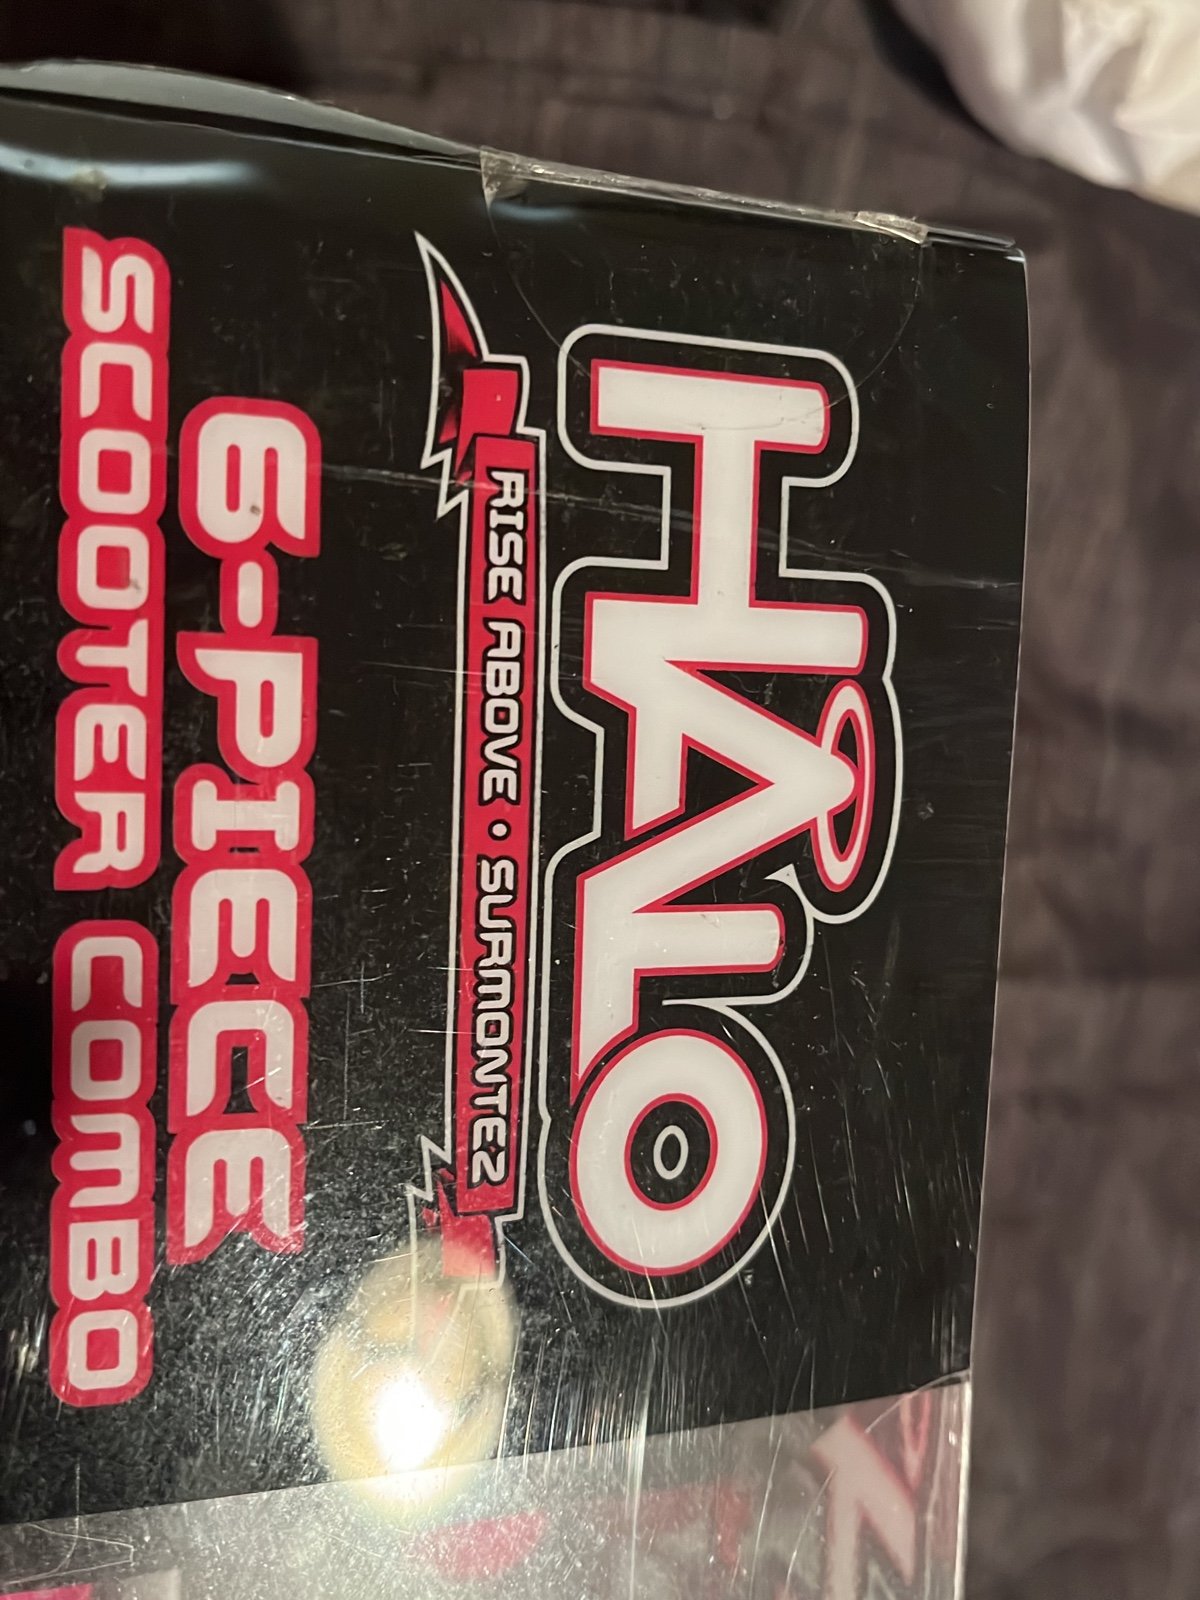 HALO
RISE ABOVE • SURMONTEZ
6-PIECE
SCOOTER COMBO